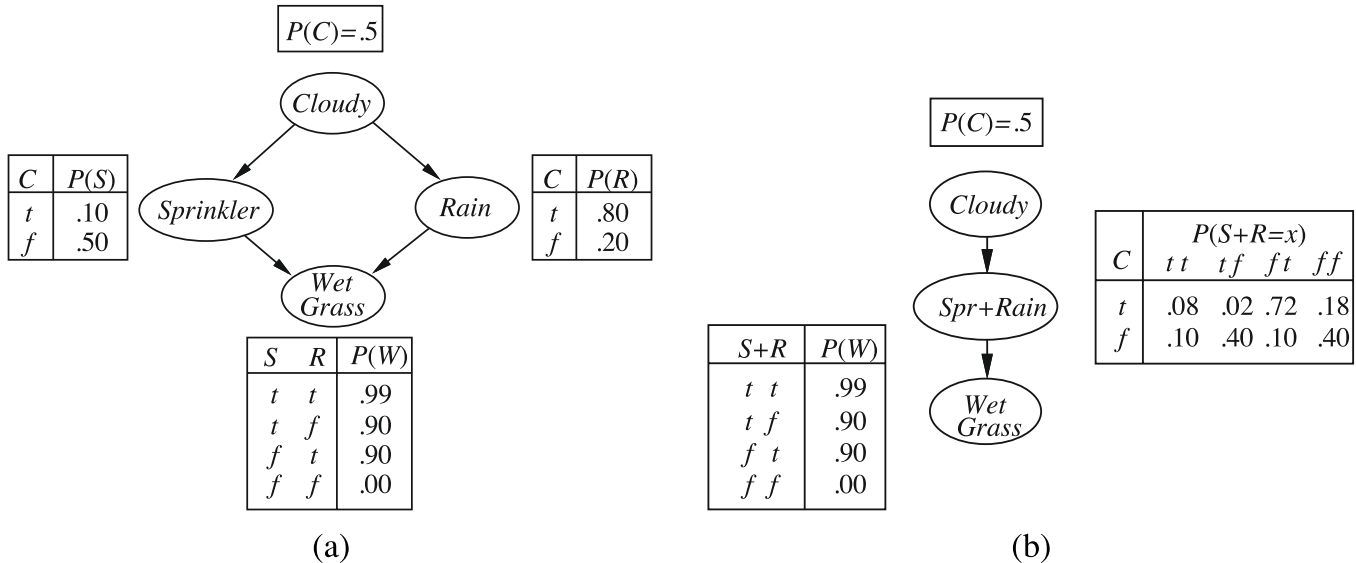 P(C)=.5
Cloudy
C P(S)
t .10
f .50
Sprinkler
Rain
C P(R)
t .80
f .20
Wet
Grass
S R P(W)
t t .99
t f .90
f t .90
f f .00
(a)
P(C)=.5
Cloudy
P(S+R=x)
C t t t f f t f f
t .08 .02 .72 .18
f .10 .40 .10 .40
Spr+Rain
S+R P(W)
t t .99
t f .90
f t .90
f f .00
Wet
Grass
(b)